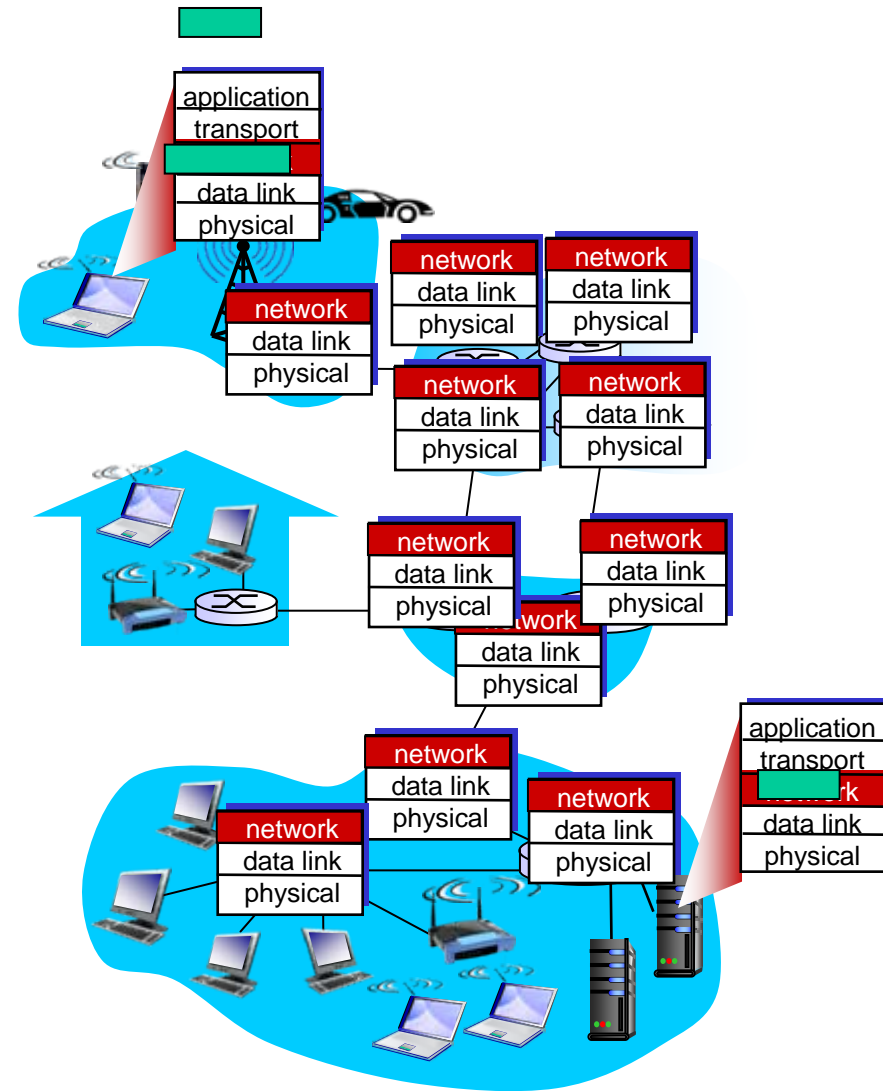 application
transport
data link
physical
network
data link
physical
network
data link
physical
network
data link
physical
network
data link
physical
network
data link
physical
network
data link
physical
network
data link
physical
network
data link
physical
application
transport
network
data link
physical
network
data link
physical
network
data link
physical
network
data link
physical